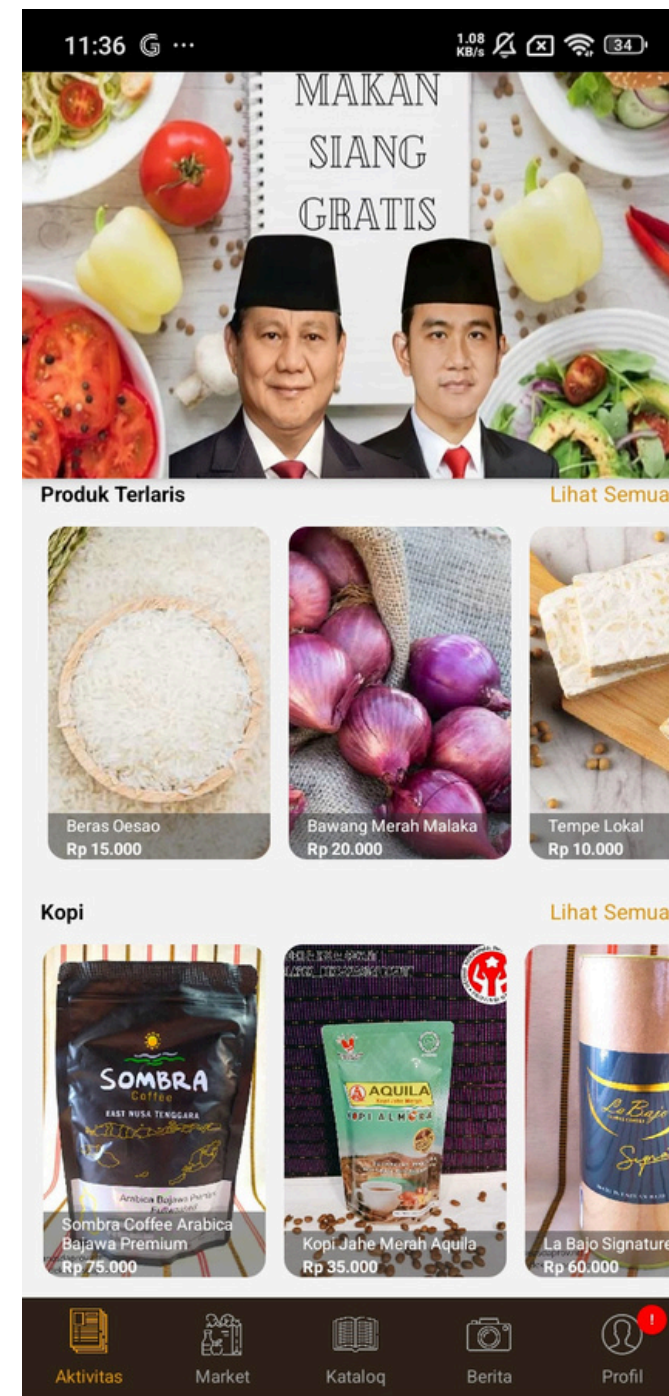 11:36 G ...
1.08 KB/s
34
MAKAN
SIANG
GRATIS
Produk Terlaris
Lihat Semua
Beras Oesao
Rp 15.000
Bawang Merah Malaka
Rp 20.000
Tempe Lokal
Rp 10.000
Kopi
Lihat Semua
SOMBRA
Coffee
EAST NUSA TENGGARA
Arabica Bajawa
Sombra Coffee Arabica
Bajawa Premium
Rp 75.000
AQUILA
Kopi Jahe Merah Aquila
Rp 35.000
La Bajo
La Bajo Signature
Rp 60.000
Aktivitas
Market
Kataloq
Berita
Profil
!